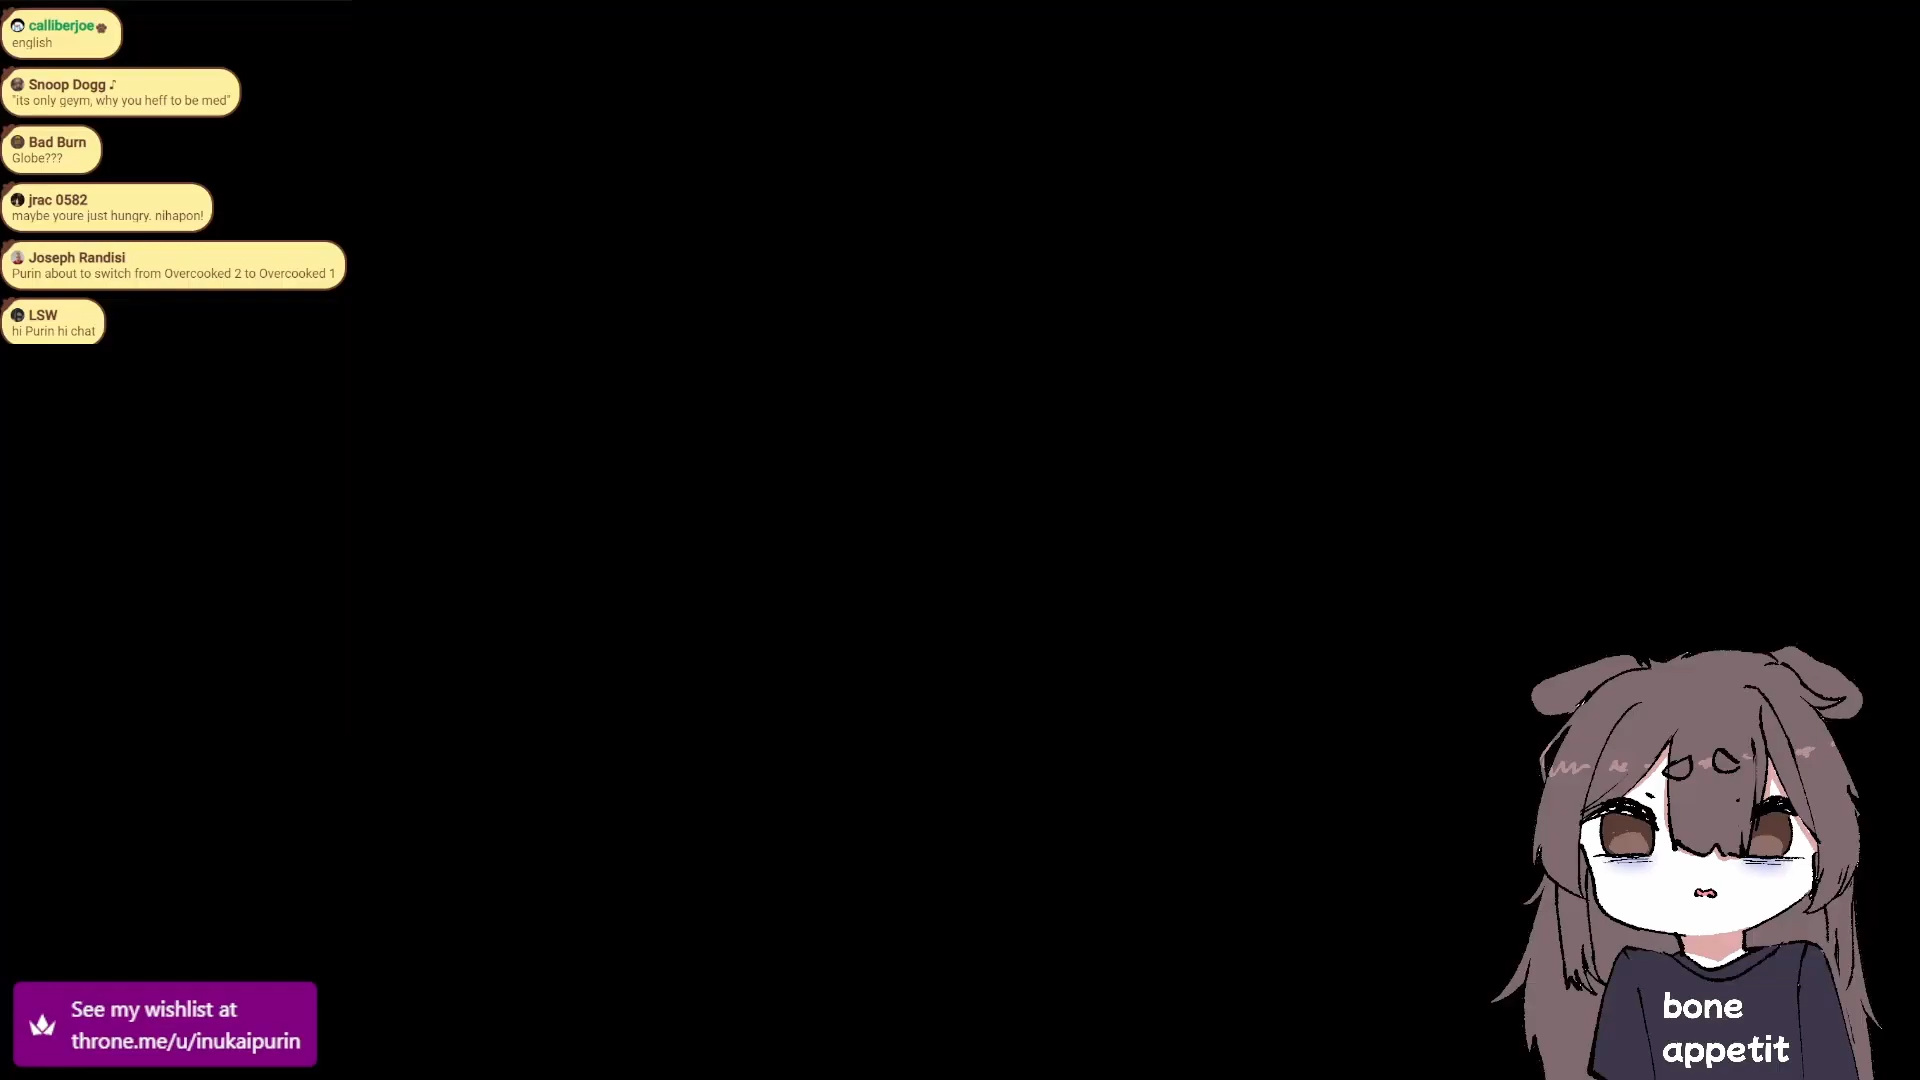 calliberjoe
english
Snoop Dogg ♪
"its only geym, why you heff to be med"
Bad Burn
Globe???
jrac 0582
maybe youre just hungry. nihapon!
Joseph Randisi
Purin about to switch from Overcooked 2 to Overcooked 1
LSW
hi Purin hi chat
See my wishlist at
throne.me/u/inukaipurin
bone
appetit